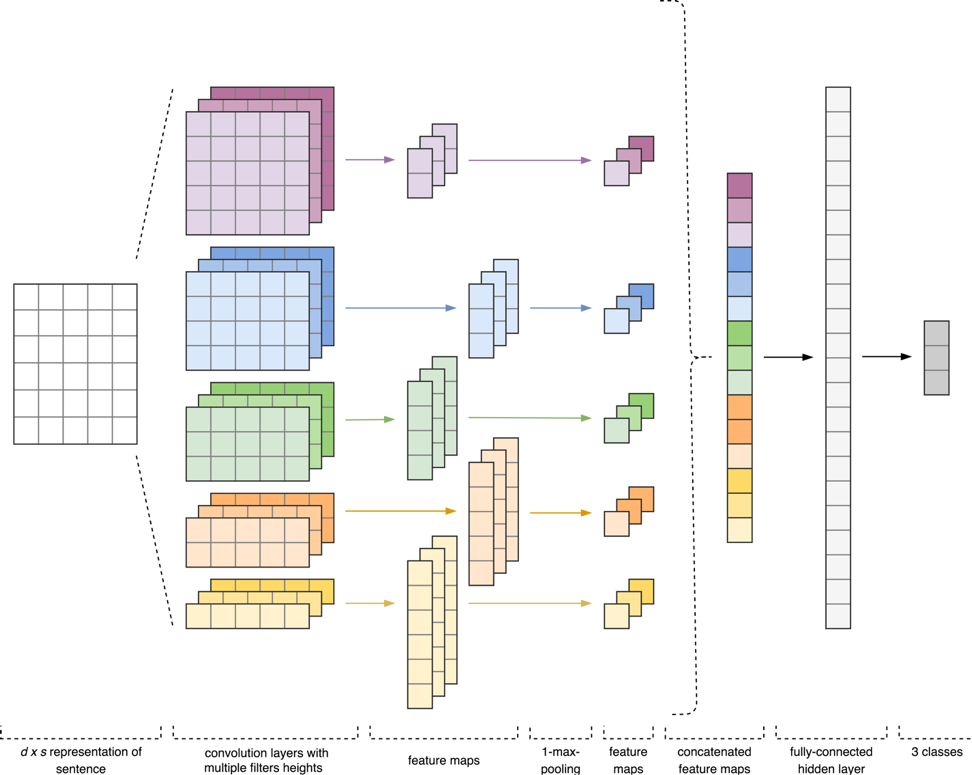 d x s representation of
sentence
convolution layers with
multiple filters heights
feature maps
1-max-
pooling
feature
maps
concatenated
feature maps
fully-connected
hidden layer
3 classes